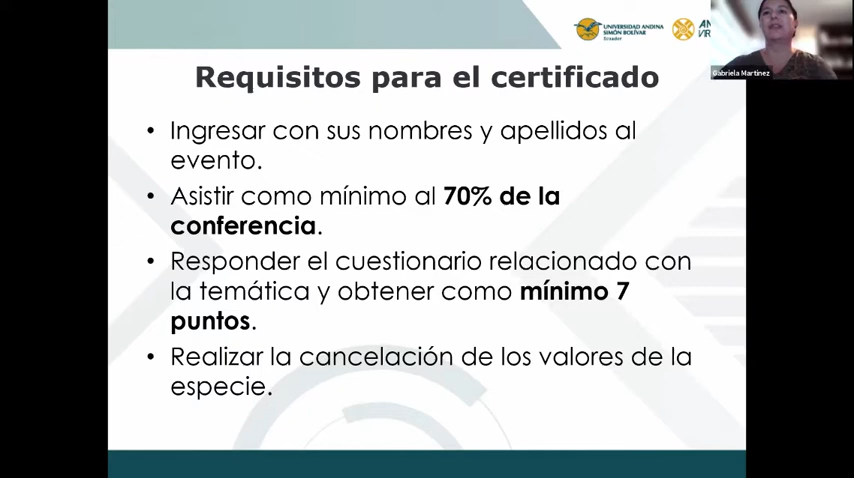 UNIVERSIDAD ANDINA
SIMÓN BOLÍVAR
Ecuador
Gabriela Martinez
Requisitos para el certificado
• Ingresar con sus nombres y apellidos al
evento.
• Asistir como mínimo al 70% de la
conferencia.
• Responder el cuestionario relacionado con
la temática y obtener como mínimo 7
puntos.
• Realizar la cancelación de los valores de la
especie.